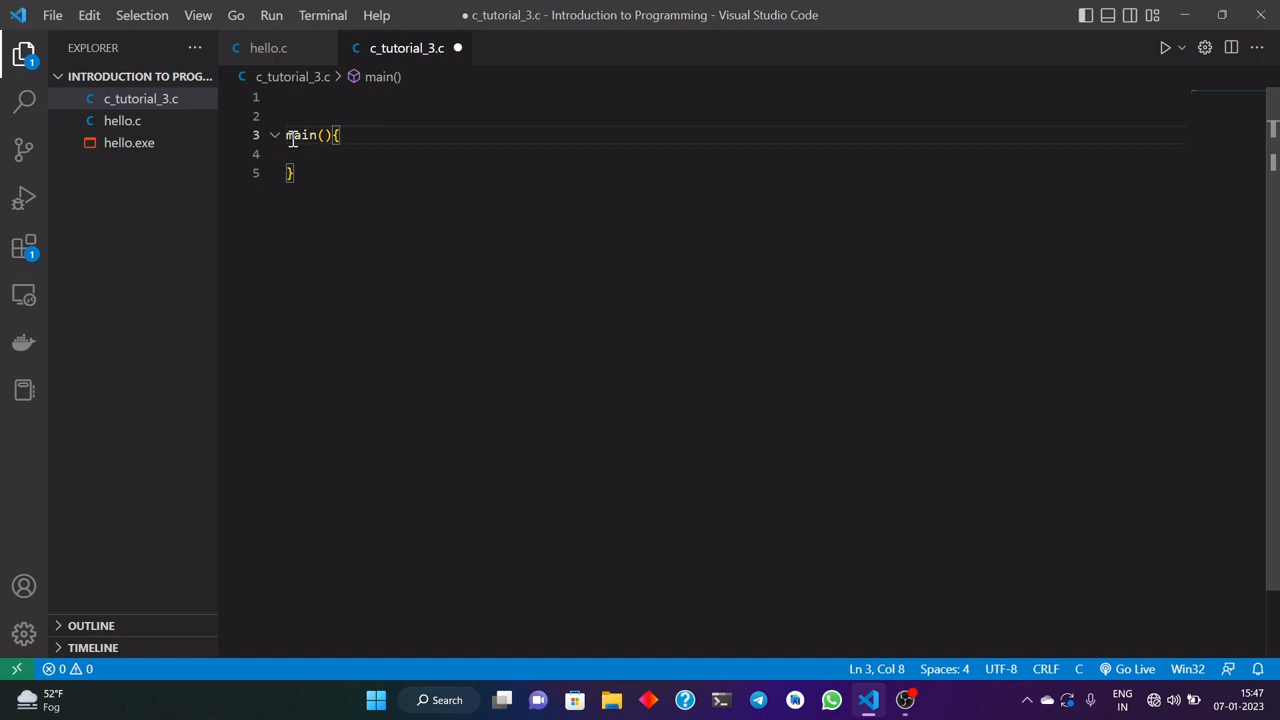 File Edit Selection View Go Run Terminal Help
● c_tutorial_3.c - Introduction to Programming - Visual Studio Code
EXPLORER
INTRODUCTION TO PROG...
c_tutorial_3.c
hello.c
hello.exe
OUTLINE
TIMELINE
1
1
C hello.c
C c_tutorial_3.c
C c_tutorial_3.c > main()
1
2
3 main(){
4
5 }
0 0
Ln 3, Col 8 Spaces: 4 UTF-8 CRLF C Go Live Win32
52°F
Fog
Search
ENG
IN
15:47
07-01-2023